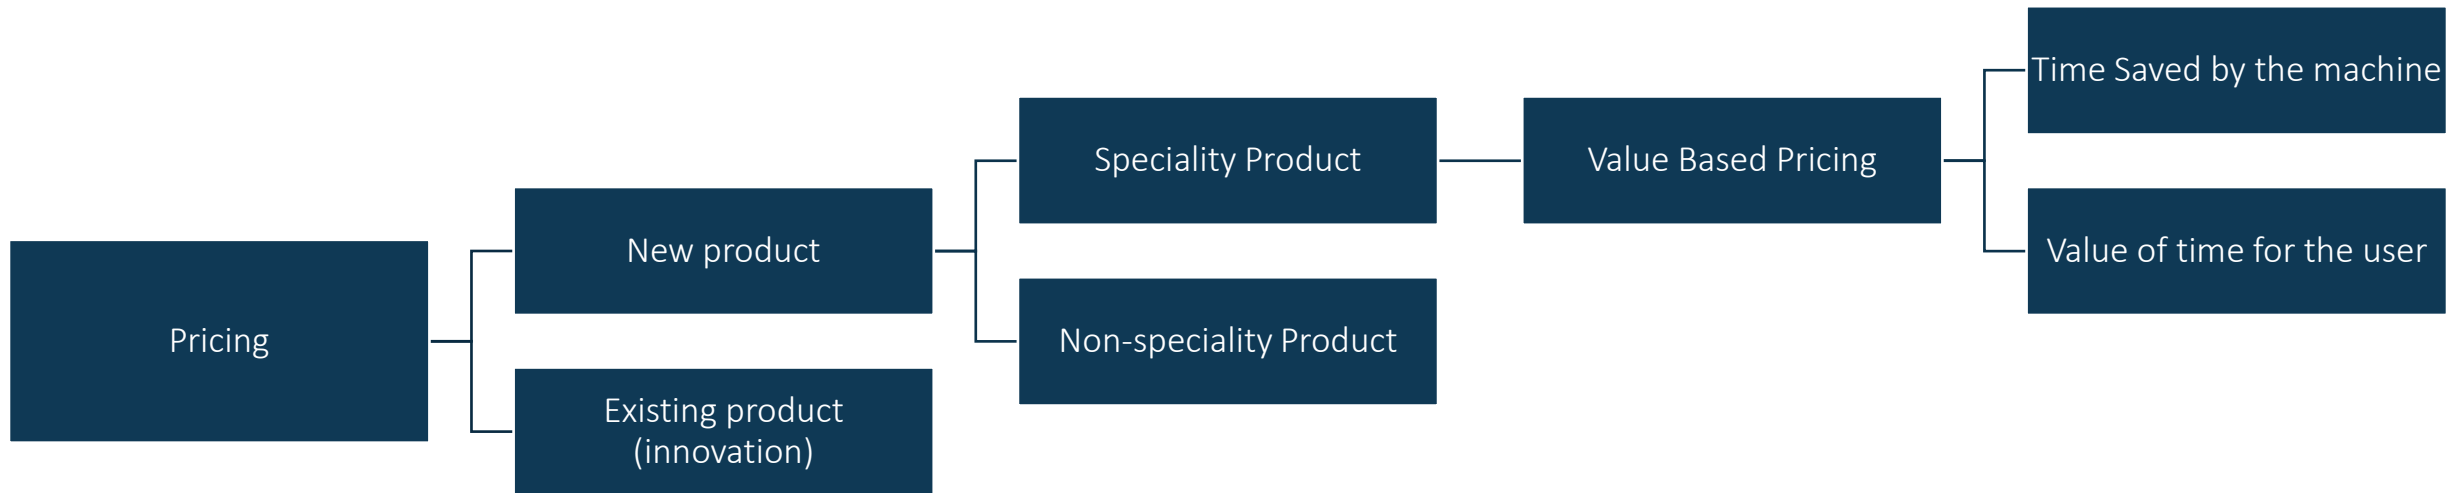 Pricing
New product
Existing product
(innovation)
Speciality Product
Non-speciality Product
Value Based Pricing
Time Saved by the machine
Value of time for the user